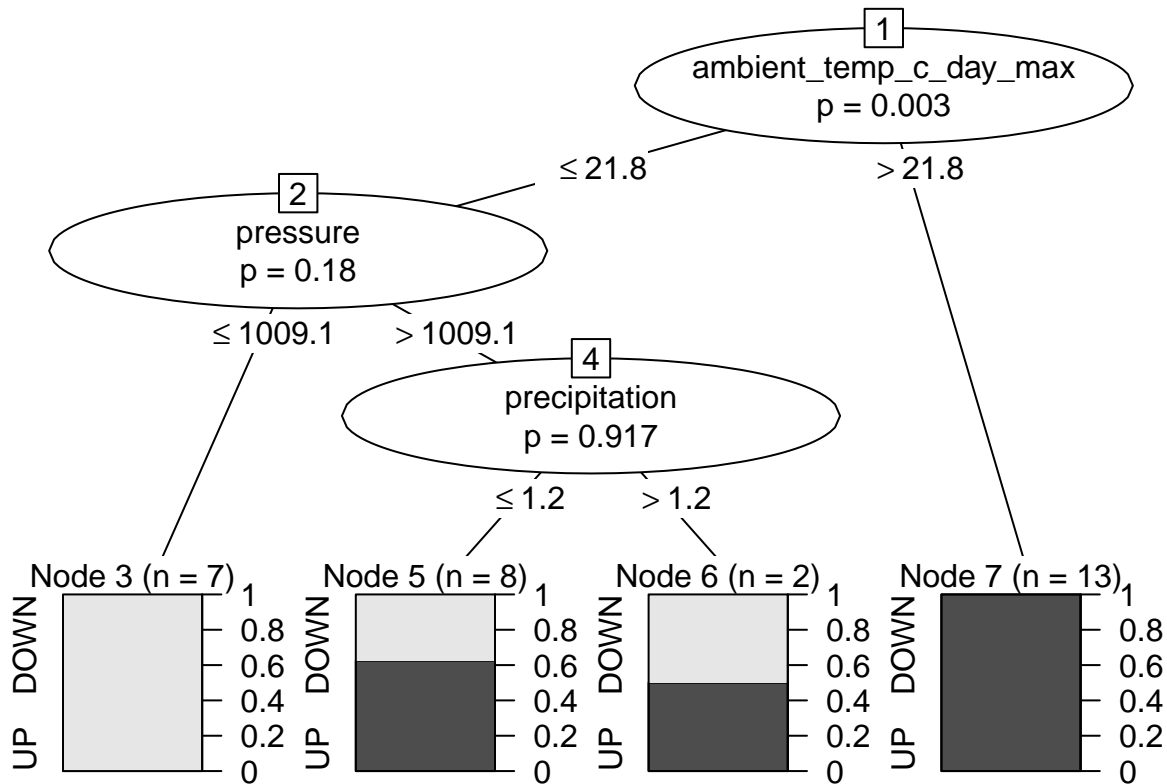 1
ambient_temp_c_day_max
p = 0.003
≤ 21.8
> 21.8
2
pressure
p = 0.18
≤ 1009.1
> 1009.1
4
precipitation
p = 0.917
≤ 1.2
> 1.2
Node 3 (n = 7)
UP DOWN
1
0.8
0.6
0.4
0.2
0
Node 5 (n = 8)
UP DOWN
1
0.8
0.6
0.4
0.2
0
Node 6 (n = 2)
UP DOWN
1
0.8
0.6
0.4
0.2
0
Node 7 (n = 13)
UP DOWN
1
0.8
0.6
0.4
0.2
0